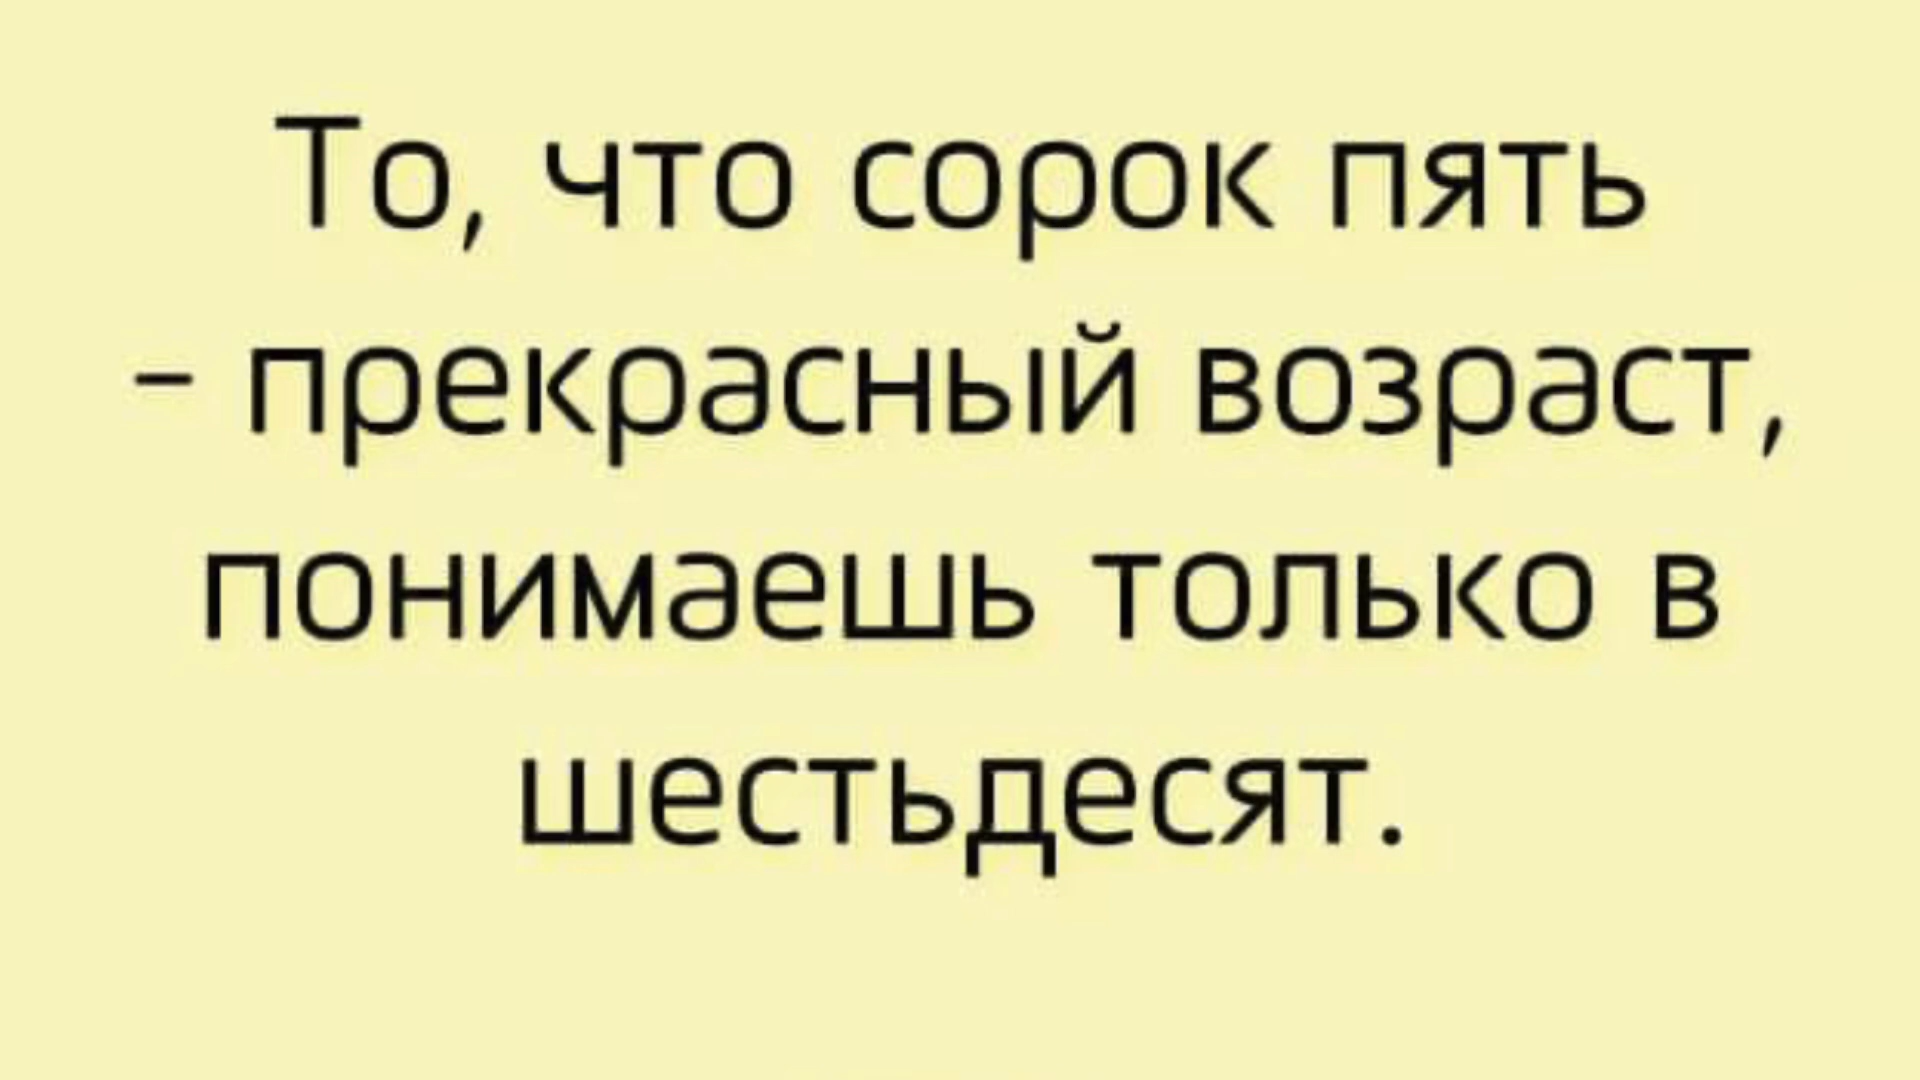 То, что сорок пять
– прекрасный возраст,
понимаешь только в
шестьдесят.